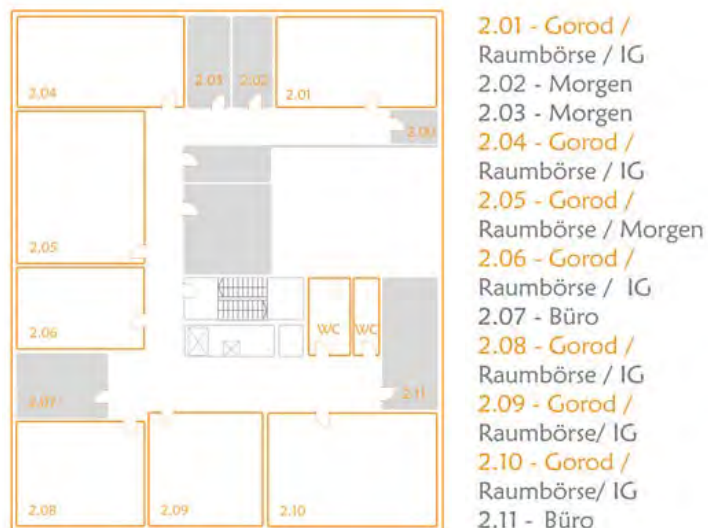 2.04
2.03
2.02
2.01
2.00
2.05
2.06
WC
WC
2.07
2.11
2.08
2.09
2.10
2.01 - Gorod /
Raumbörse / IG
2.02 - Morgen
2.03 - Morgen
2.04 - Gorod /
Raumbörse / IG
2.05 - Gorod /
Raumbörse / Morgen
2.06 - Gorod /
Raumbörse / IG
2.07 - Büro
2.08 - Gorod /
Raumbörse / IG
2.09 - Gorod /
Raumbörse/ IG
2.10 - Gorod /
Raumbörse/ IG
2.11 - Büro